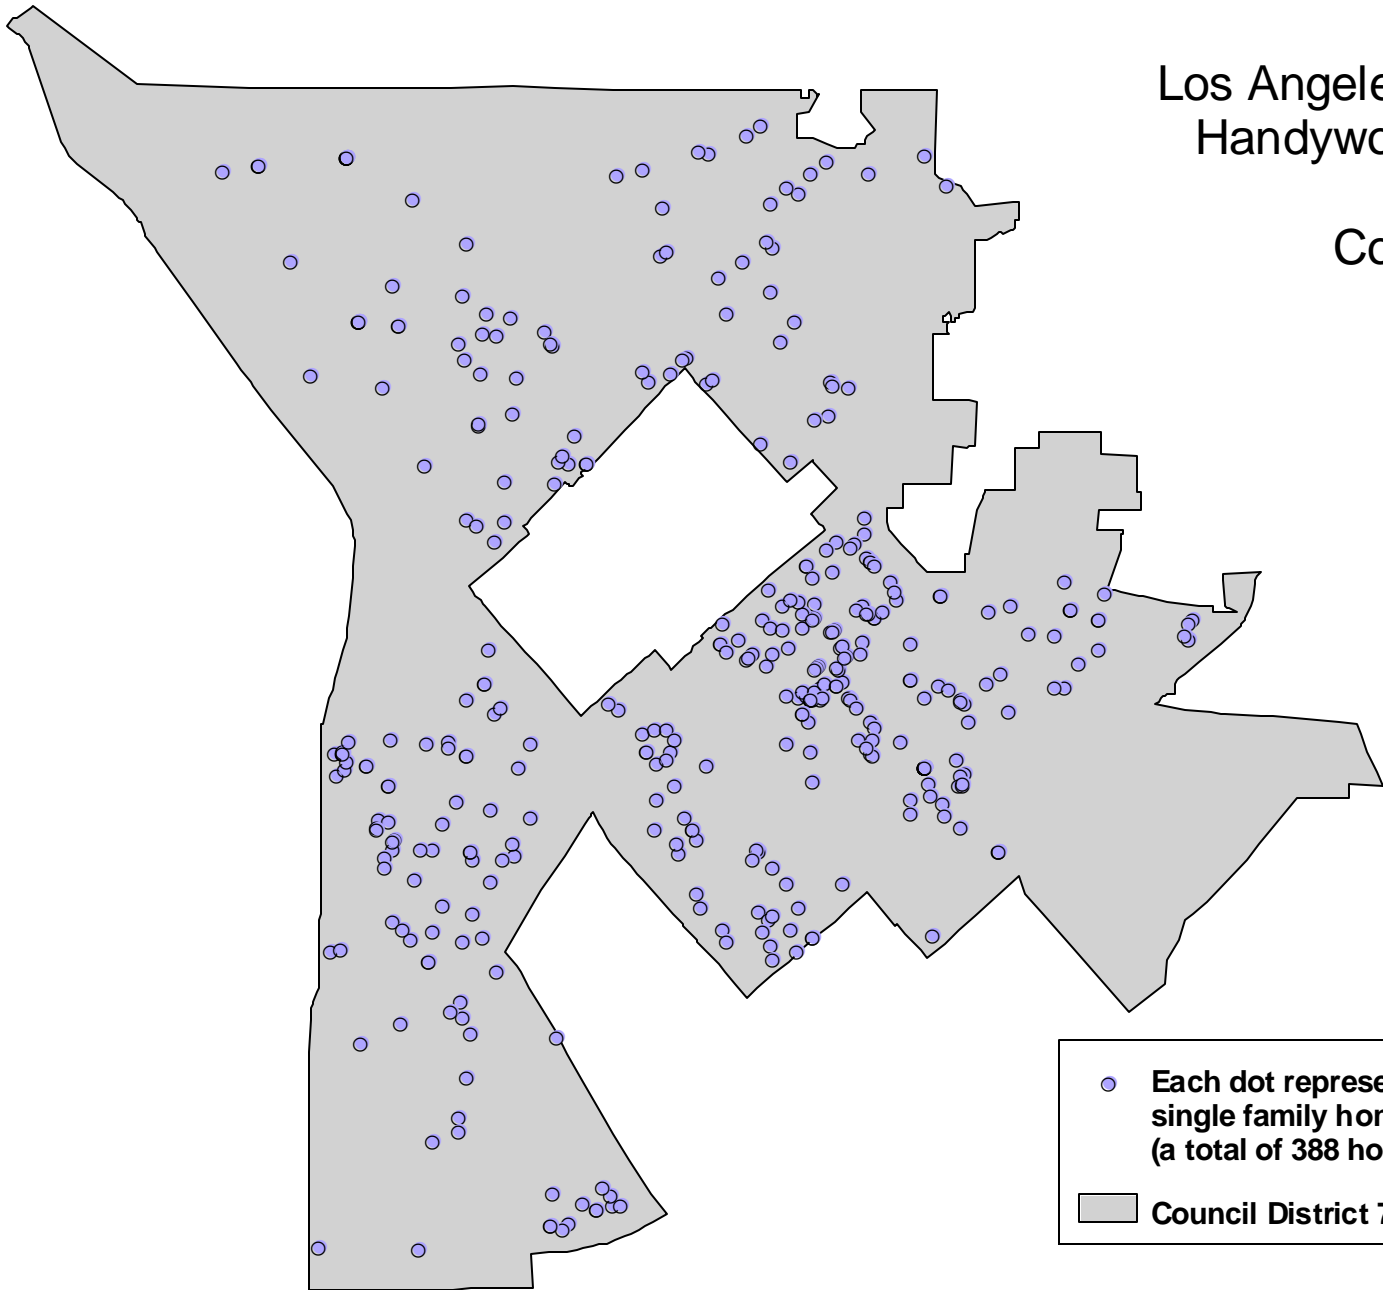 Los Angele
Handywo
Co
Each dot represe
single family hor
(a total of 388 ho
Council District 7